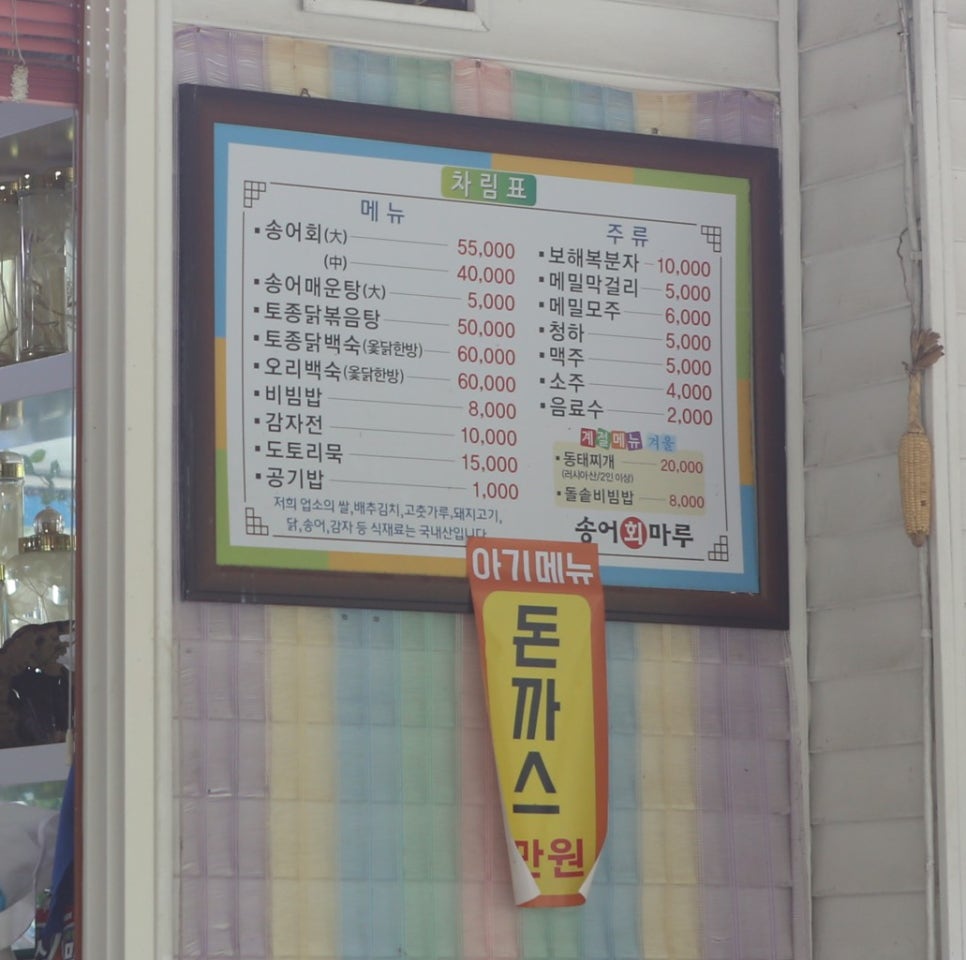 차림표
메뉴
송어회(大) 55,000
(中) 40,000
송어매운탕(大) 5,000
토종닭볶음탕 50,000
토종닭백숙(옻닭한방) 60,000
오리백숙(옻닭한방) 60,000
비빔밥 8,000
감자전 10,000
도토리묵 15,000
공기밥 1,000
저희 업소의 쌀,배추김치,고춧가루,돼지고기,
닭,송어,감자 등 식재료는 국내산입니다
주류
보해복분자 10,000
메밀막걸리 5,000
메밀모주 6,000
청하 5,000
맥주 5,000
소주 4,000
음료수 2,000
계절메뉴 겨울
동태찌개 20,000
(러시아산/2인 이상)
돌솥비빔밥 8,000
송어회마루
아기메뉴
돈까스
만원